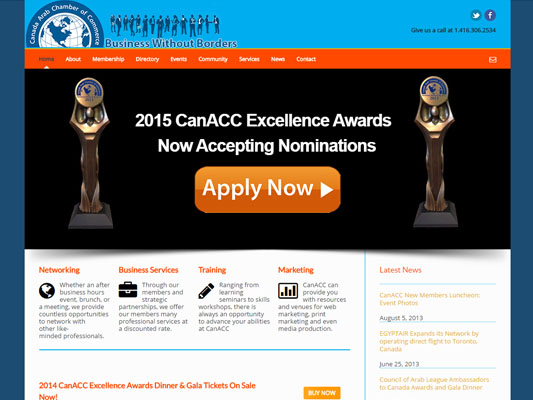 Canada Arab Chamber of Commerce
Business Without Borders
Give us a call at 1.416.306.2534
Home About Membership Directory Events Community Services News Contact
2015 CanACC Excellence Awards
Now Accepting Nominations
Apply Now
Networking
Whether an after
business hours
event, brunch, or
a meeting, we provide
countless opportunities
to network with
other like-
minded professionals.
Business Services
Through our
members and
strategic
partnerships, we offer
our members many
professional services at
a discounted rate.
Training
Ranging from
learning
seminars to skills
workshops, there is
always an opportunity
to advance your abilities
at CanACC
Marketing
CanACC can
provide you
with resources
and venues for web
marketing, print
marketing and even
media production.
Latest News
CanACC New Members Luncheon:
Event Photos
August 5, 2013
EGYPTAIR Expands its Network by
operating direct flight to Toronto,
Canada
June 25, 2013
Council of Arab League Ambassadors
to Canada Awards and Gala Dinner
2014 CanACC Excellence Awards Dinner & Gala Tickets On Sale
Now!
BUY NOW